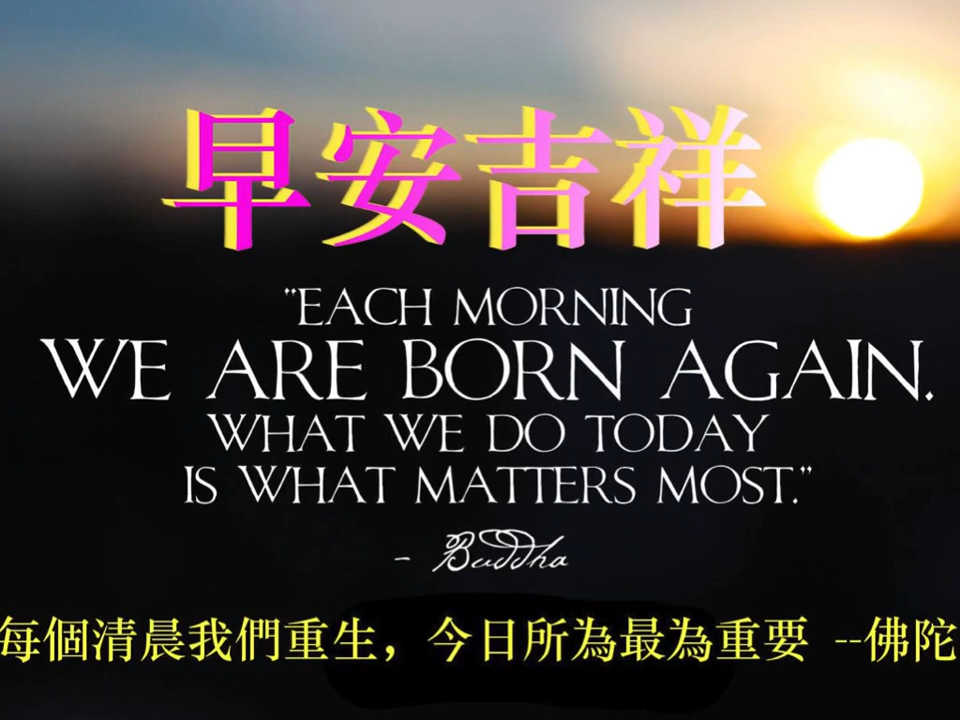 早安吉祥
"EACH MORNING
WE ARE BORN AGAIN.
WHAT WE DO TODAY
IS WHAT MATTERS MOST."
- Buddha
每個清晨我們重生，今日所為最為重要 --佛陀